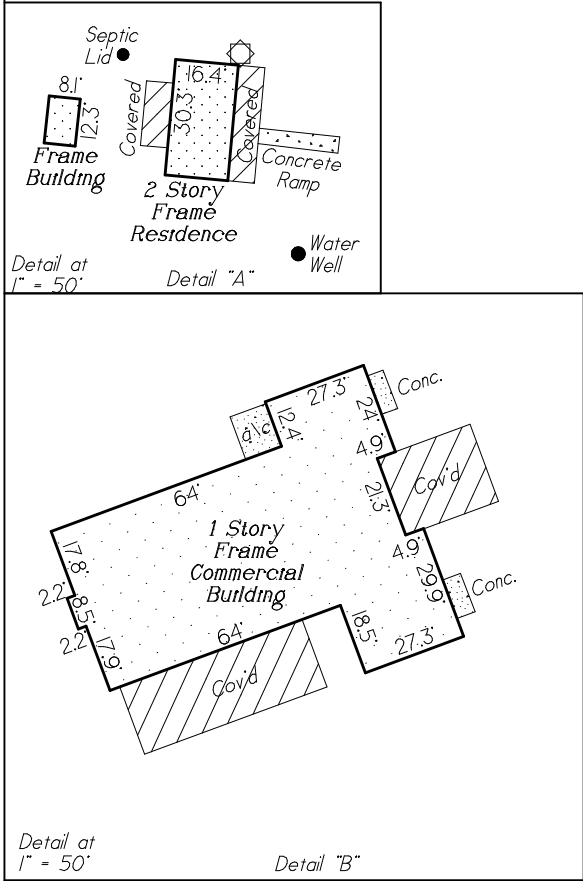 Septic
Lid
8.1'
12.3'
Frame
Building
Covered
16.4'
30.3'
Covered
2 Story
Frame
Residence
Concrete
Ramp
Water
Well
Detail at
1" = 50'
Detail "A"
27.3'
Conc.
24'
a\c
12.4'
4.9'
Cov'd
21.3'
64'
1 Story
Frame
Commercial
Building
17.8'
2.2'
8.5'
2.2'
17.9'
4.9'
29.9'
Conc.
64'
18.5'
27.3'
Cov'd
Detail at
1" = 50'
Detail "B"